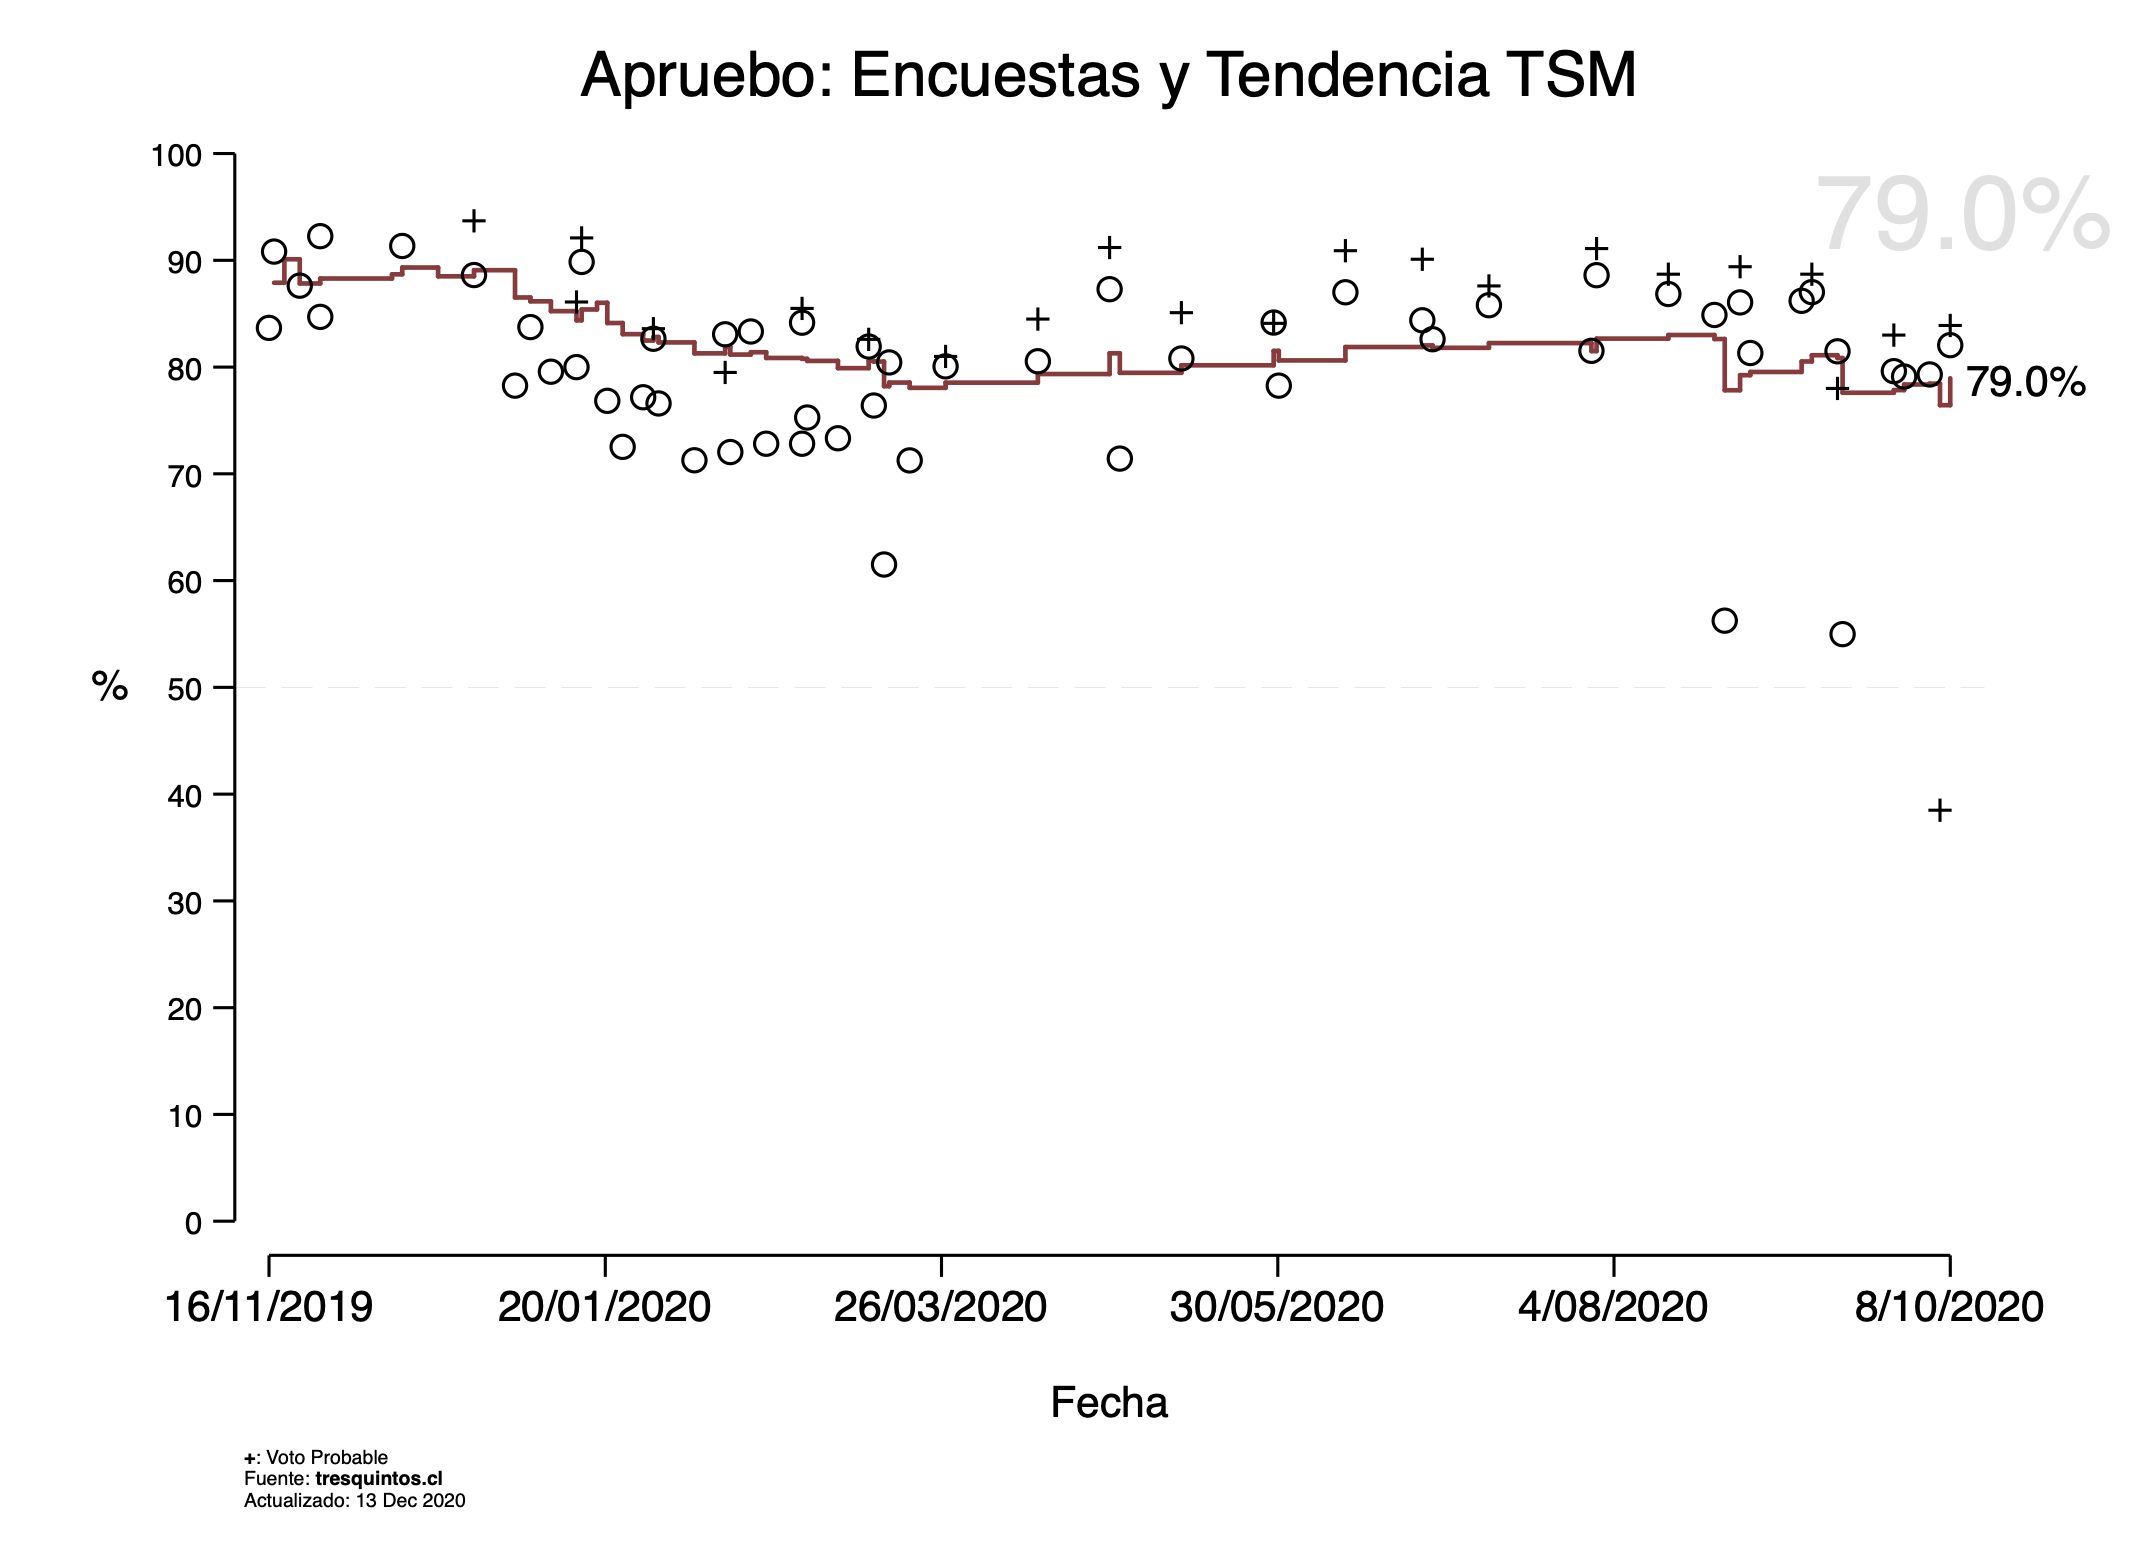 Apruebo: Encuestas y Tendencia TSM
79.0%
100
90
80
70
60
50
40
30
20
10
0
%
79.0%
16/11/2019 20/01/2020 26/03/2020 30/05/2020 4/08/2020 8/10/2020
Fecha
+: Voto Probable
Fuente: tresquintos.cl
Actualizado: 13 Dec 2020